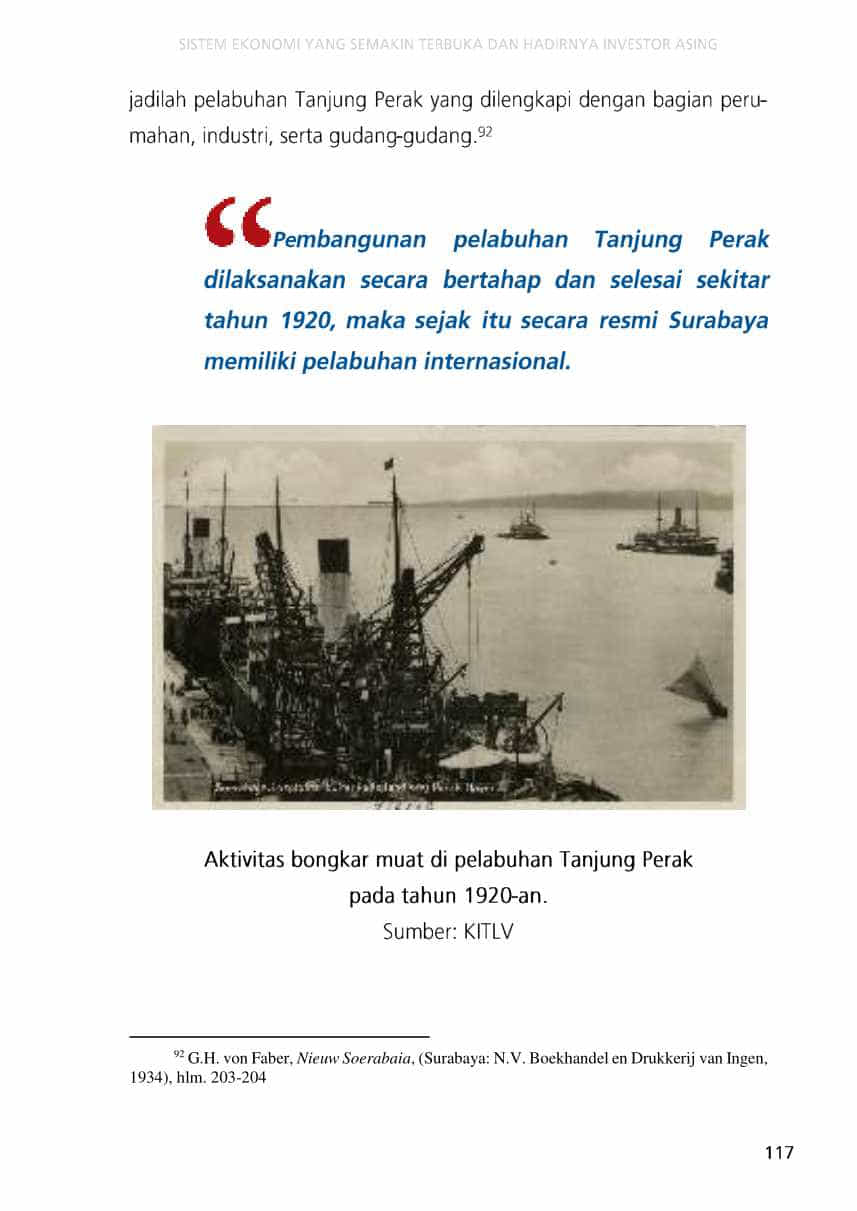 SISTEM EKONOMI YANG SEMAKIN TERBUKA DAN HADIRNYA INVESTOR ASING
jadilah pelabuhan Tanjung Perak yang dilengkapi dengan bagian peru-
mahan, industri, serta gudang-gudang.92
“Pembangunan pelabuhan Tanjung Perak
dilaksanakan secara bertahap dan selesai sekitar
tahun 1920, maka sejak itu secara resmi Surabaya
memiliki pelabuhan internasional.
Aktivitas bongkar muat di pelabuhan Tanjung Perak
pada tahun 1920-an.
Sumber: KITLV
92 G.H. von Faber, Nieuw Soerabaia, (Surabaya: N.V. Boekhandel en Drukkerij van Ingen,
1934), hlm. 203-204
117